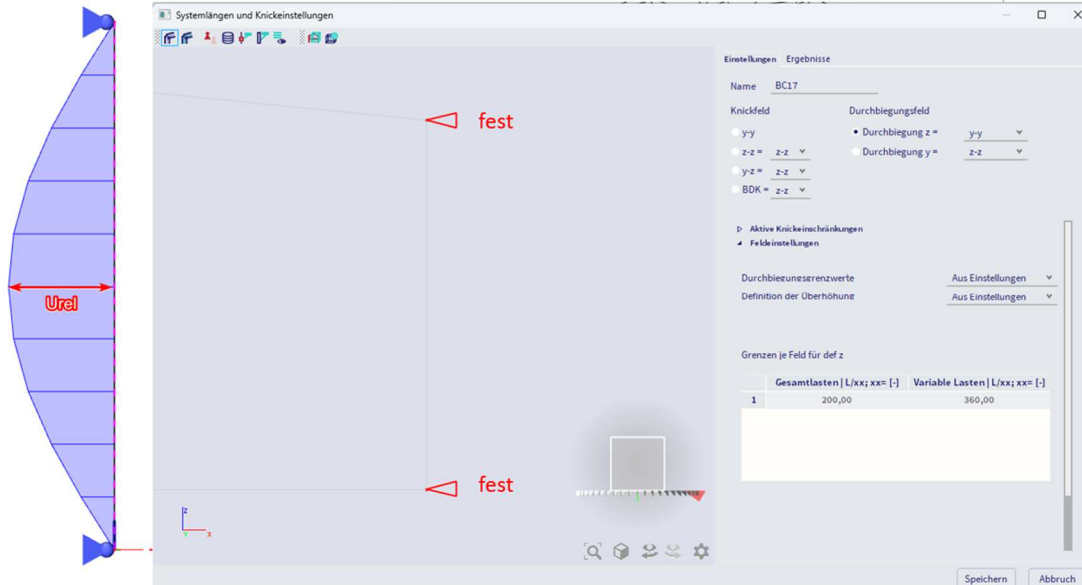 Systemlängen und Knickeinstellungen
Einstellungen Ergebnisse
Name BC17
Knickfeld Durchbiegungsfeld
y-y Durchbiegung z = y-y
z-z = z-z Durchbiegung y = z-z
y-z = z-z
BDK = z-z
Aktive Knickeinschränkungen
Feldeinstellungen
Durchbiegungsgrenzwerte Aus Einstellungen
Definition der Überhöhung Aus Einstellungen
Grenzen je Feld für def z
Gesamtlasten | L/xx; xx= [-] Variable Lasten | L/xx; xx= [-]
1 200,00 360,00
fest
Urel
fest
z
Y X
Speichern Abbruch